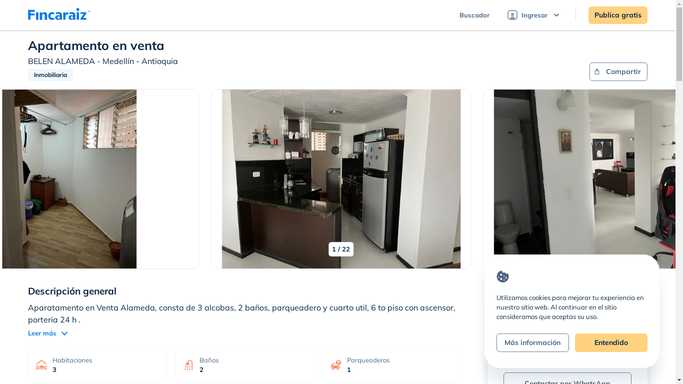 Fincaraiz
Buscador
Ingresar
Publica gratis
Apartamento en venta
BELEN ALAMEDA - Medellín - Antioquia
Inmobiliaria
Compartir
1 / 22
Descripción general
Aparatamento en Venta Alameda, consta de 3 alcobas, 2 baños, parqueadero y cuarto util, 6 to piso con ascensor,
porteria 24 h .
Leer más
Habitaciones
3
Baños
2
Parqueaderos
1
Utilizamos cookies para mejorar tu experiencia en
nuestro sitio web. Al continuar en el sitio
consideramos que aceptas su uso.
Más información
Entendido
Contactar por WhatsApp